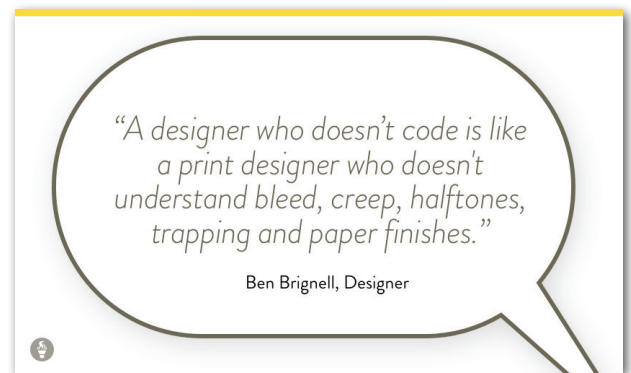 “A designer who doesn’t code is like
a print designer who doesn't
understand bleed, creep, halftones,
trapping and paper finishes.”
Ben Brignell, Designer